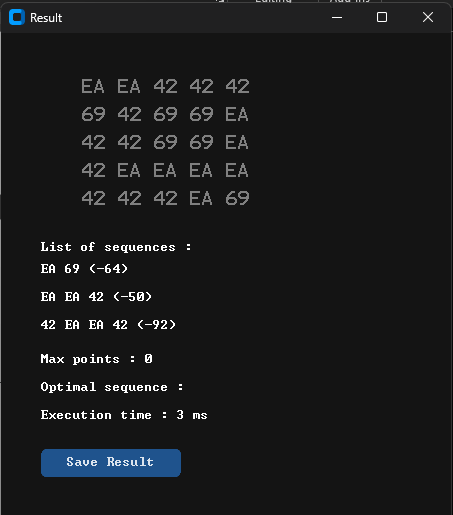 Result
EA EA 42 42 42
69 42 69 69 EA
42 42 69 69 EA
42 EA EA EA EA
42 42 42 EA 69
List of sequences :
EA 69 (-64)
EA EA 42 (-50)
42 EA EA 42 (-92)
Max points : 0
Optimal sequence :
Execution time : 3 ms
Save Result